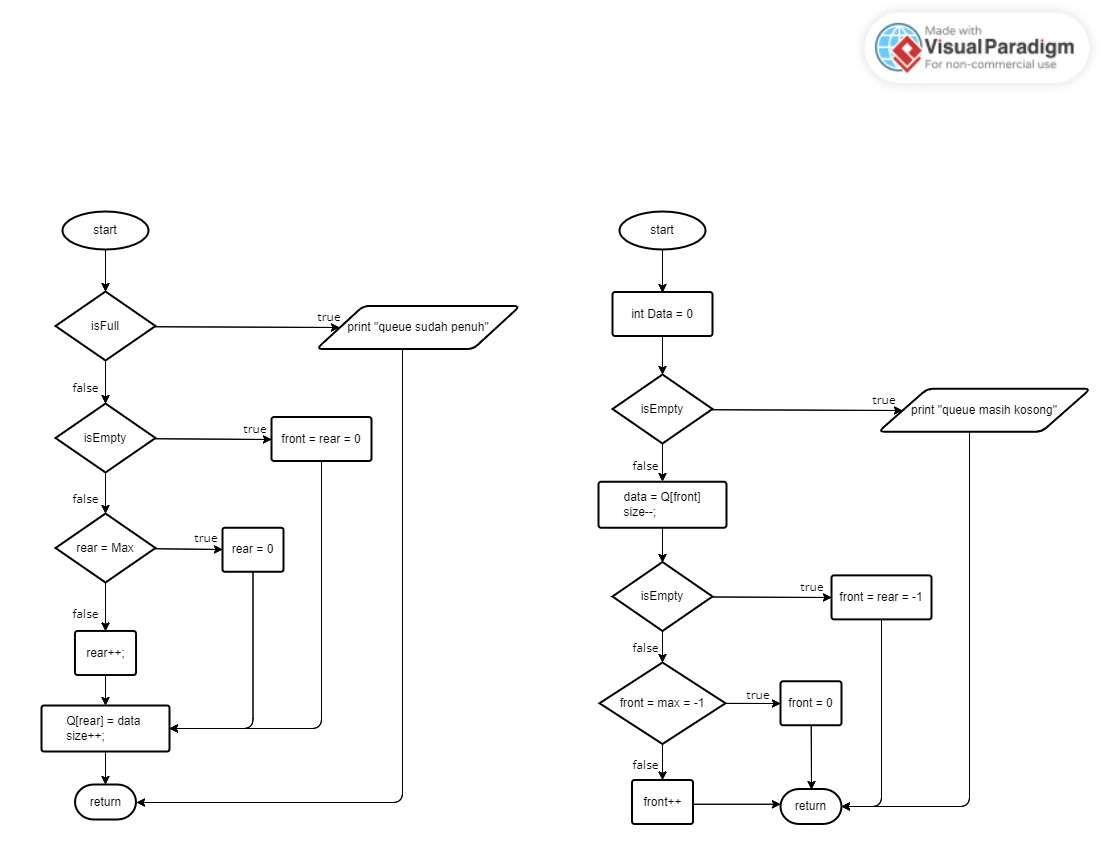 Made with
Visual Paradigm
For non-commercial use
start
isFull
true
print "queue sudah penuh"
false
isEmpty
true
front = rear = 0
false
rear = Max
true
rear = 0
false
rear++;
Q[rear] = data
size++;
return
start
int Data = 0
isEmpty
true
print "queue masih kosong"
false
data = Q[front]
size--;
isEmpty
true
front = rear = -1
false
front = max = -1
true
front = 0
false
front++
return